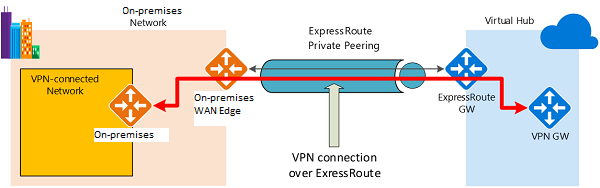 On-premises
Network
ExpressRoute
Private Peering
Virtual Hub
VPN-connected
Network
On-premises
On-premises
WAN Edge
ExpressRoute
GW
VPN GW
VPN connection
over ExresRoute